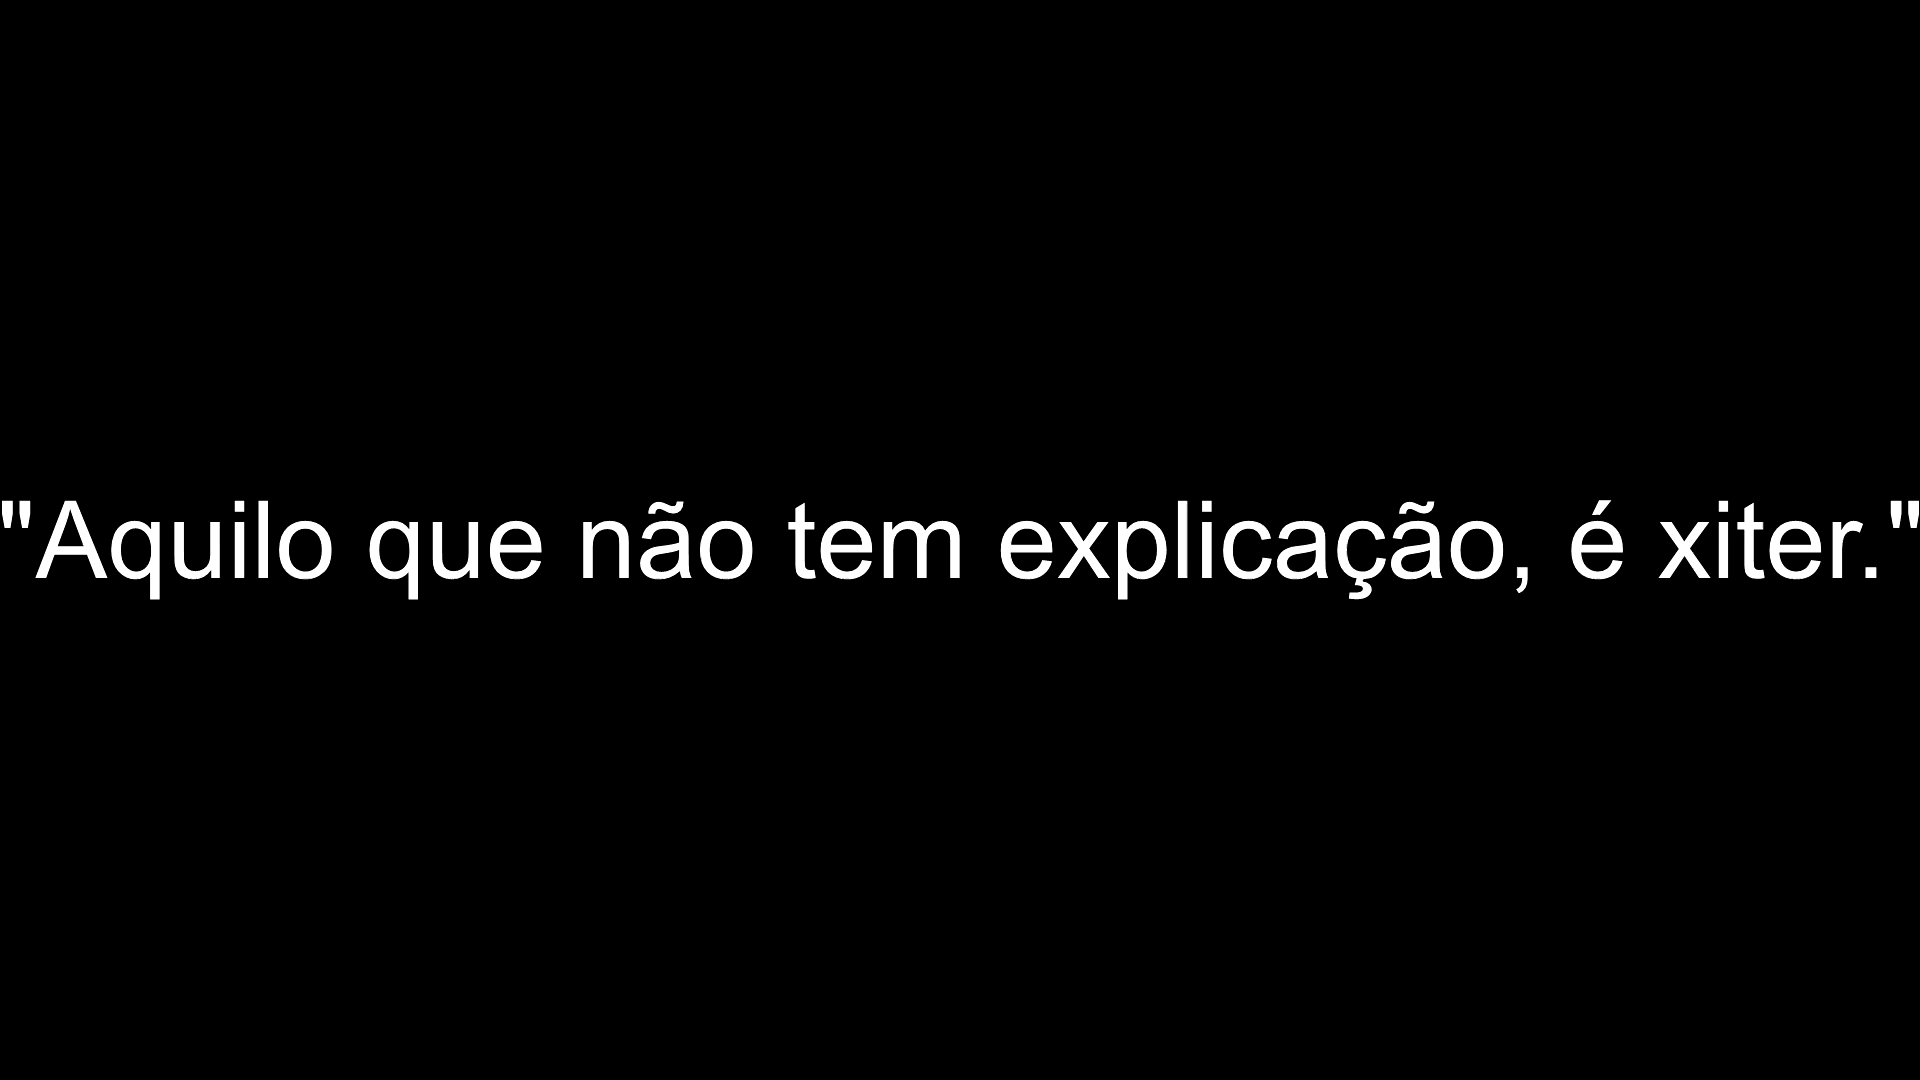 "Aquilo que não tem explicação, é xiter."